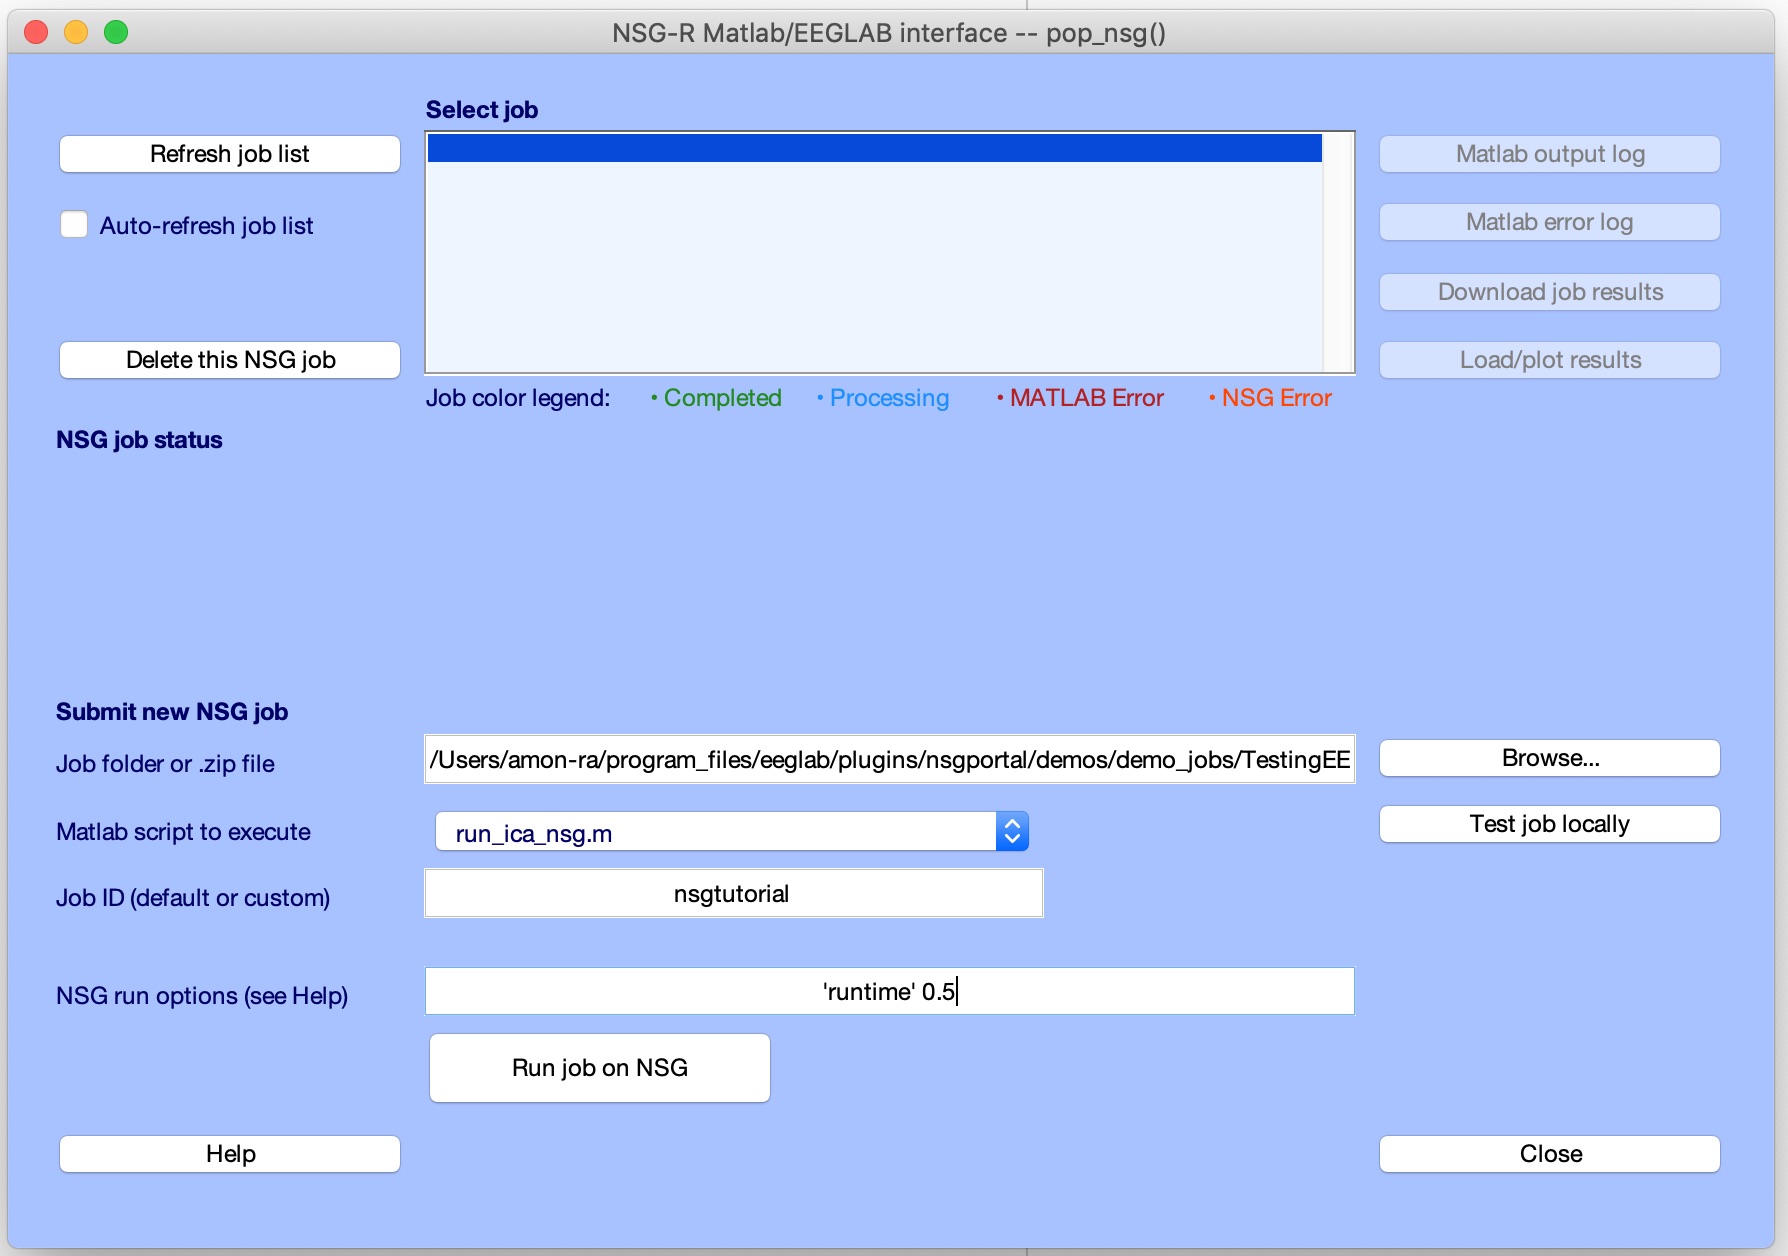 NSG-R Matlab/EEGLAB interface -- pop_nsg()
Select job
Refresh job list
Matlab output log
Auto-refresh job list
Matlab error log
Download job results
Delete this NSG job
Load/plot results
Job color legend: • Completed • Processing • MATLAB Error • NSG Error
NSG job status
Submit new NSG job
Job folder or .zip file /Users/amon-ra/program_files/eeglab/plugins/nsgportal/demos/demo_jobs/TestingEE Browse...
Matlab script to execute run_ica_nsg.m Test job locally
Job ID (default or custom) nsgtutorial
NSG run options (see Help) 'runtime' 0.5
Run job on NSG
Help Close